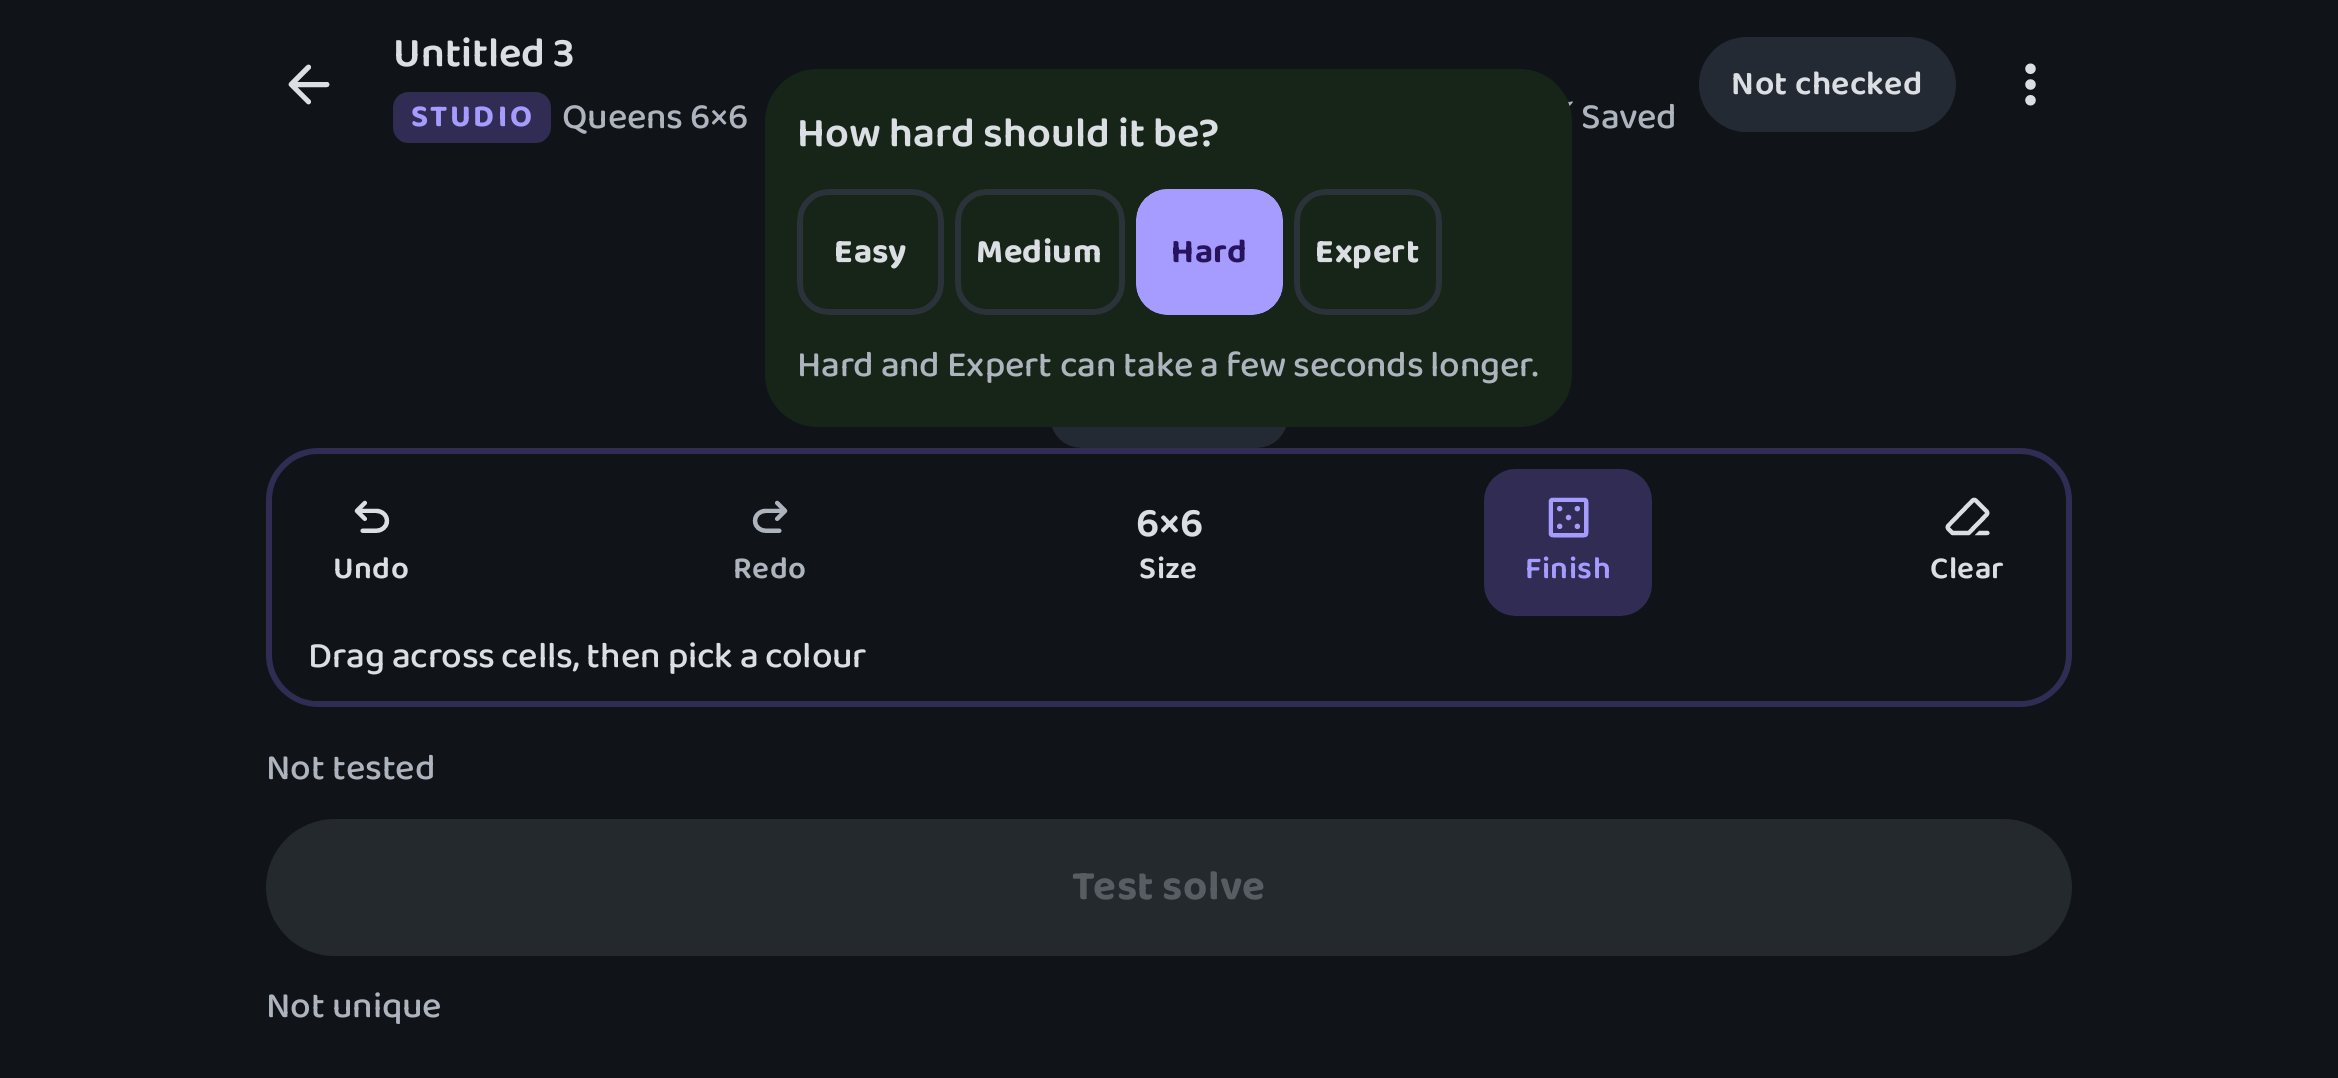 Untitled 3
STUDIO Queens 6×6
Saved
Not checked
How hard should it be?
Easy Medium Hard Expert
Hard and Expert can take a few seconds longer.
6×6
Undo Redo Size Finish Clear
Drag across cells, then pick a colour
Not tested
Test solve
Not unique